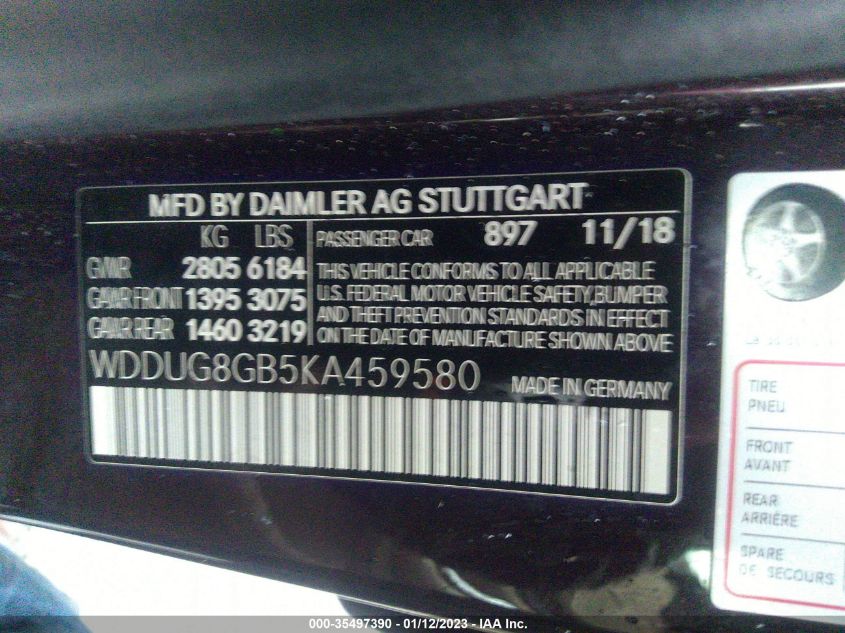 MFD BY DAIMLER AG STUTTGART
KG LBS
GVWR 2805 6184
GAWR FRONT 1395 3075
GAWR REAR 1460 3219
PASSENGER CAR 897 11/18
THIS VEHICLE CONFORMS TO ALL APPLICABLE
U.S. FEDERAL MOTOR VEHICLE SAFETY, BUMPER
AND THEFT PREVENTION STANDARDS IN EFFECT
ON THE DATE OF MANUFACTURE SHOWN ABOVE
WDDUG8GB5KA459580 MADE IN GERMANY
TIRE
PNEU
FRONT
AVANT
REAR
ARRIÈRE
SPARE
DE SECOURS
000-35497390 - 01/12/2023 - IAA Inc.